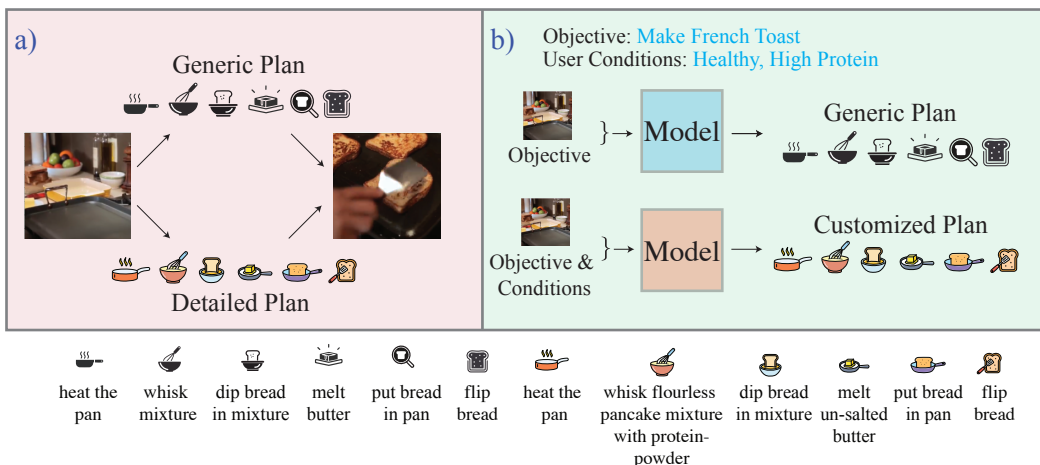 a)
Generic Plan
Detailed Plan
b)
Objective: Make French Toast
User Conditions: Healthy, High Protein
Objective
Model
Generic Plan
Objective &
Conditions
Model
Customized Plan
heat the
pan
whisk
mixture
dip bread
in mixture
melt
butter
put bread
in pan
flip
bread
heat the
pan
whisk flourless
pancake mixture
with protein-
powder
dip bread
in mixture
melt
un-salted
butter
put bread
in pan
flip
bread